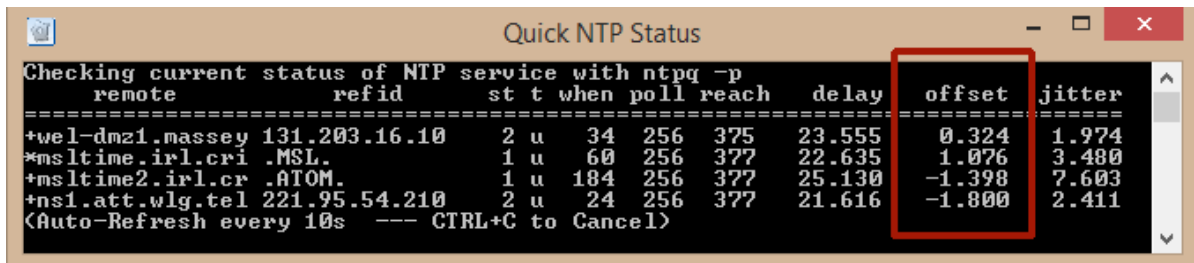 Quick NTP Status
Checking current status of NTP service with ntpq -p
remote refid st t when poll reach delay offset jitter
==============================================================================
+wel-dmz1.massey 131.203.16.10 2 u 34 256 375 23.555 0.324 1.974
*msltime.irl.cri .MSL. 1 u 60 256 377 22.635 1.076 3.480
+msltime2.irl.cr .ATOM. 1 u 184 256 377 25.130 -1.398 7.603
+ns1.att.wlg.tel 221.95.54.210 2 u 24 256 377 21.616 -1.800 2.411
(Auto-Refresh every 10s --- CTRL+C to Cancel)